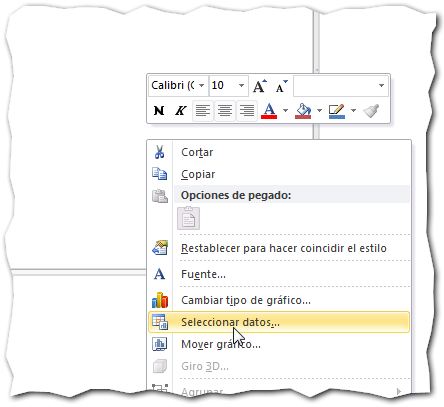 Calibri (C
10
A A
N K A
Cortar
Copiar
Opciones de pegado:
Restablecer para hacer coincidir el estilo
A Fuente...
Cambiar tipo de gráfico...
Seleccionar datos...
Mover gráfico...
Giro 3D...
Agrupar